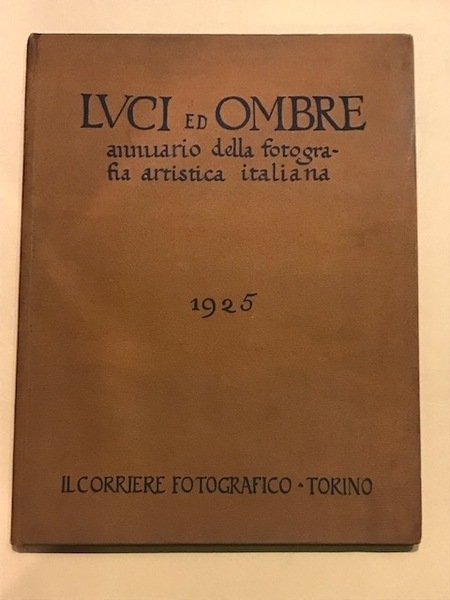 LVCI ED OMBRE
annuario della fotogra-
fia artistica italiana
1925
IL CORRIERE FOTOGRAFICO - TORINO